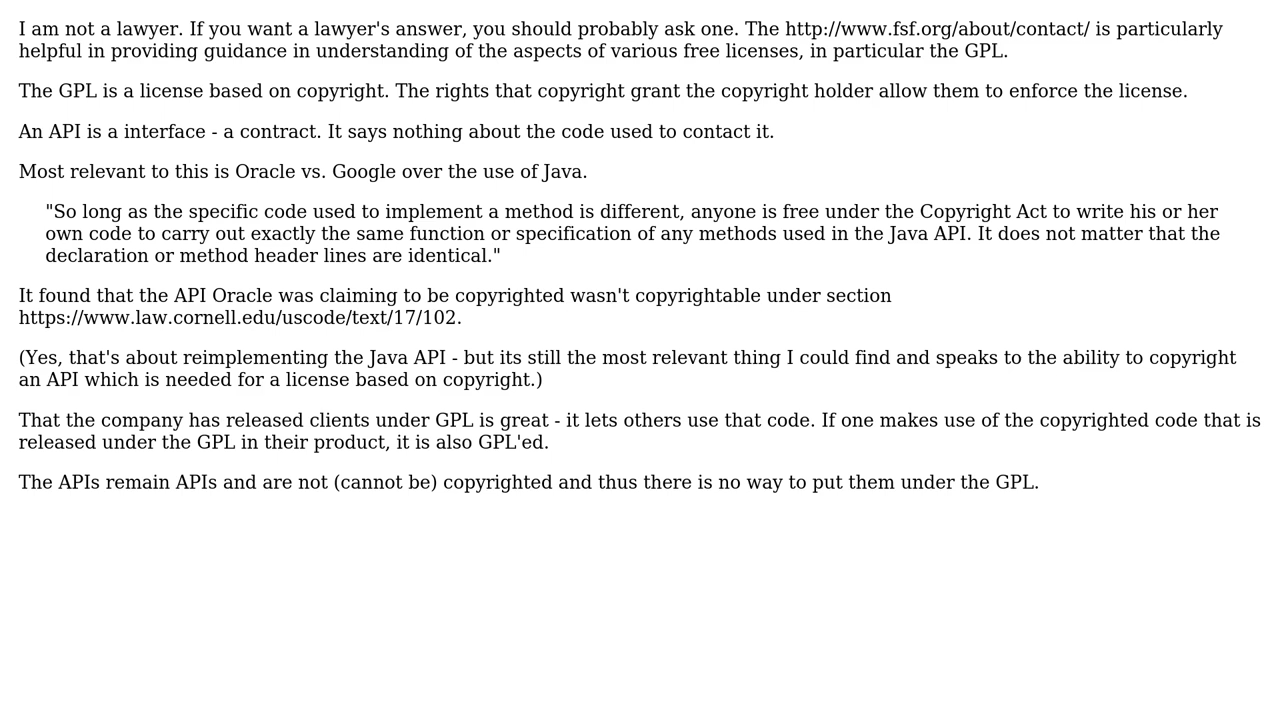 I am not a lawyer. If you want a lawyer's answer, you should probably ask one. The http://www.fsf.org/about/contact/ is particularly
helpful in providing guidance in understanding of the aspects of various free licenses, in particular the GPL.
The GPL is a license based on copyright. The rights that copyright grant the copyright holder allow them to enforce the license.
An API is a interface - a contract. It says nothing about the code used to contact it.
Most relevant to this is Oracle vs. Google over the use of Java.
"So long as the specific code used to implement a method is different, anyone is free under the Copyright Act to write his or her
own code to carry out exactly the same function or specification of any methods used in the Java API. It does not matter that the
declaration or method header lines are identical."
It found that the API Oracle was claiming to be copyrighted wasn't copyrightable under section
https://www.law.cornell.edu/uscode/text/17/102.
(Yes, that's about reimplementing the Java API - but its still the most relevant thing I could find and speaks to the ability to copyright
an API which is needed for a license based on copyright.)
That the company has released clients under GPL is great - it lets others use that code. If one makes use of the copyrighted code that is
released under the GPL in their product, it is also GPL'ed.
The APIs remain APIs and are not (cannot be) copyrighted and thus there is no way to put them under the GPL.